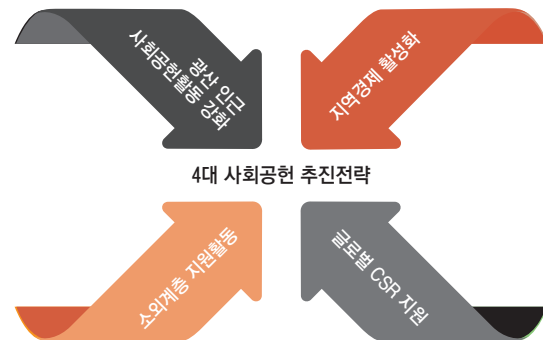 광산 인근
사회공헌활동 강화
지역경제 활성화
4대 사회공헌 추진전략
소외계층 지원활동
글로벌 CSR 지원